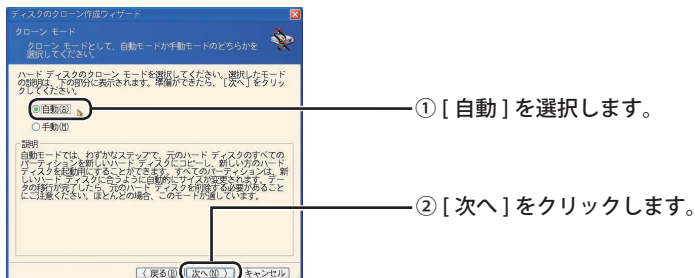 ディスクのクローン作成ウィザード
クローン モード
クローン モードとして、自動モードか手動モードのどちらかを
選択してください。
ハード ディスクのクローン モードを選択してください。選択したモード
の説明は、下の部分に表示されます。準備ができたら、[次へ] をクリッ
クしてください。
自動(A)
① [ 自動 ] を選択します。
手動(M)
説明
自動モードでは、わずかなステップで、元のハード ディスクのすべての
パーティションを新しいハード ディスクにコピーし、新しい方のハード
ディスクを起動用にすることができます。すべてのパーティションは、新
しいハード ディスクに合うように自動的にサイズが変更されます。デー
タの移行が完了したら、元のハード ディスクを削除する必要があること
にご注意ください。ほとんどの場合、このモードが適しています。
② [ 次へ ] をクリックします。
< 戻る(B) 次へ(N) > キャンセル